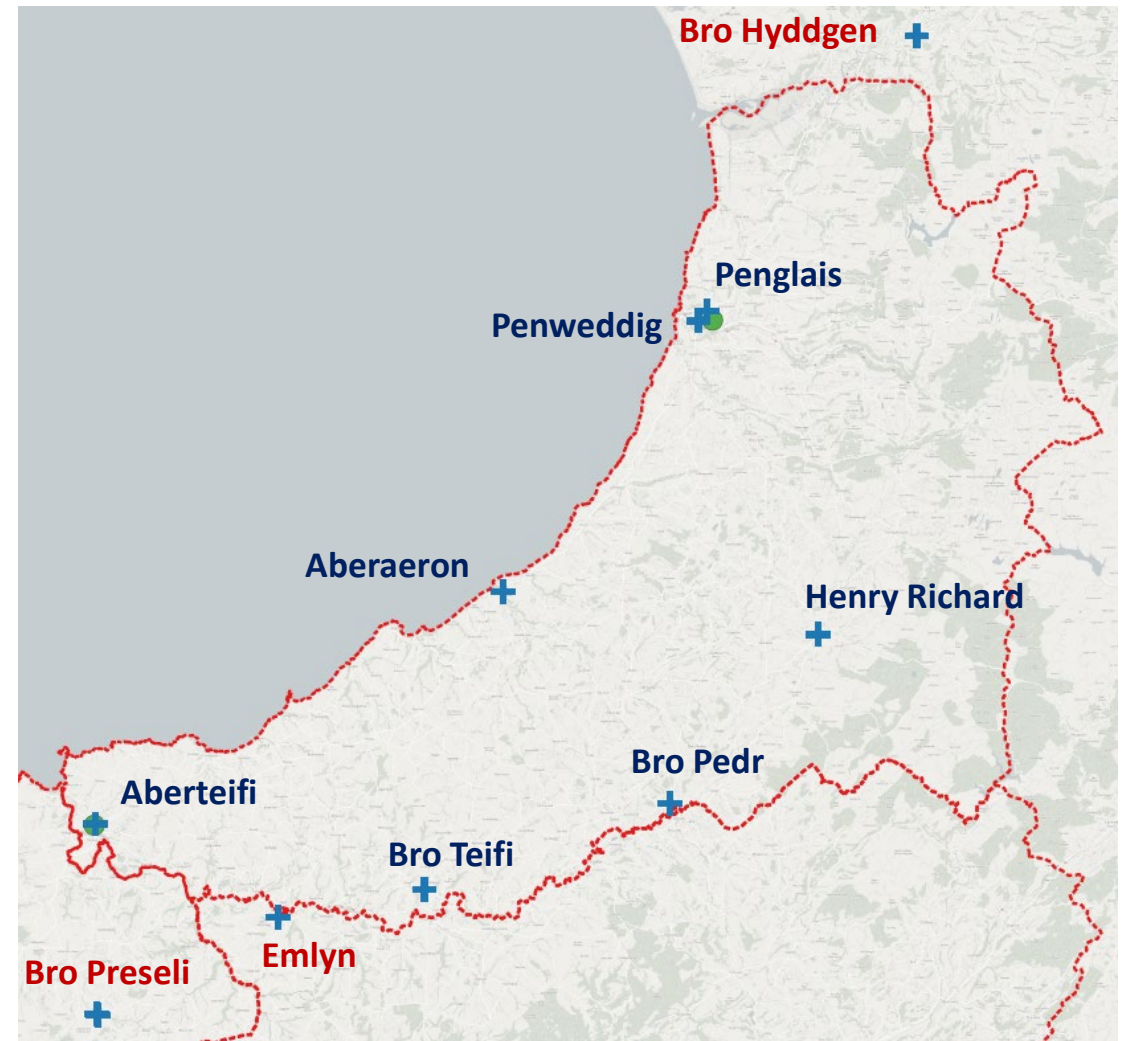 Bro Hyddgen
Penglais
Penweddig
Aberaeron
Henry Richard
Bro Pedr
Aberteifi
Bro Teifi
Emlyn
Bro Preseli